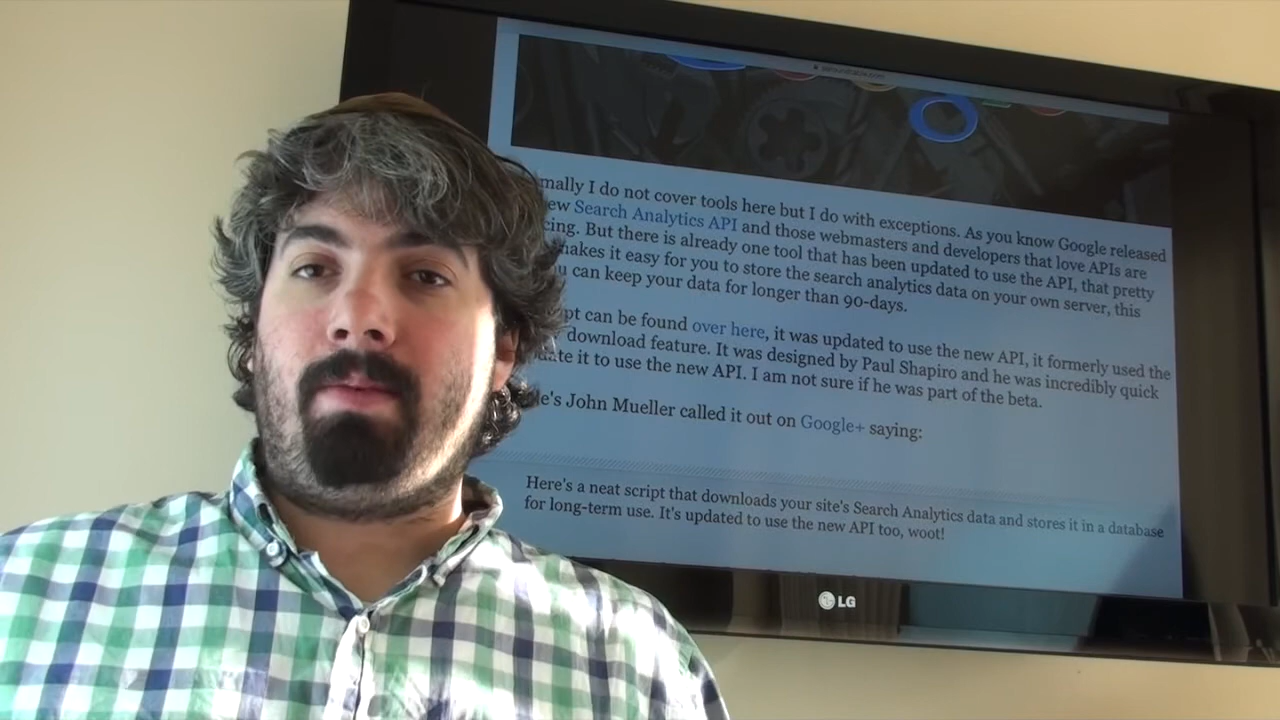 mally I do not cover tools here but I do with exceptions. As you know Google released
ew Search Analytics API and those webmasters and developers that love APIs are
cing. But there is already one tool that has been updated to use the API, that pretty
makes it easy for you to store the search analytics data on your own server, this
u can keep your data for longer than 90-days.
pt can be found over here, it was updated to use the new API, it formerly used the
download feature. It was designed by Paul Shapiro and he was incredibly quick
date it to use the new API. I am not sure if he was part of the beta.
le's John Mueller called it out on Google+ saying:
Here's a neat script that downloads your site's Search Analytics data and stores it in a database
for long-term use. It's updated to use the new API too, woot!
LG